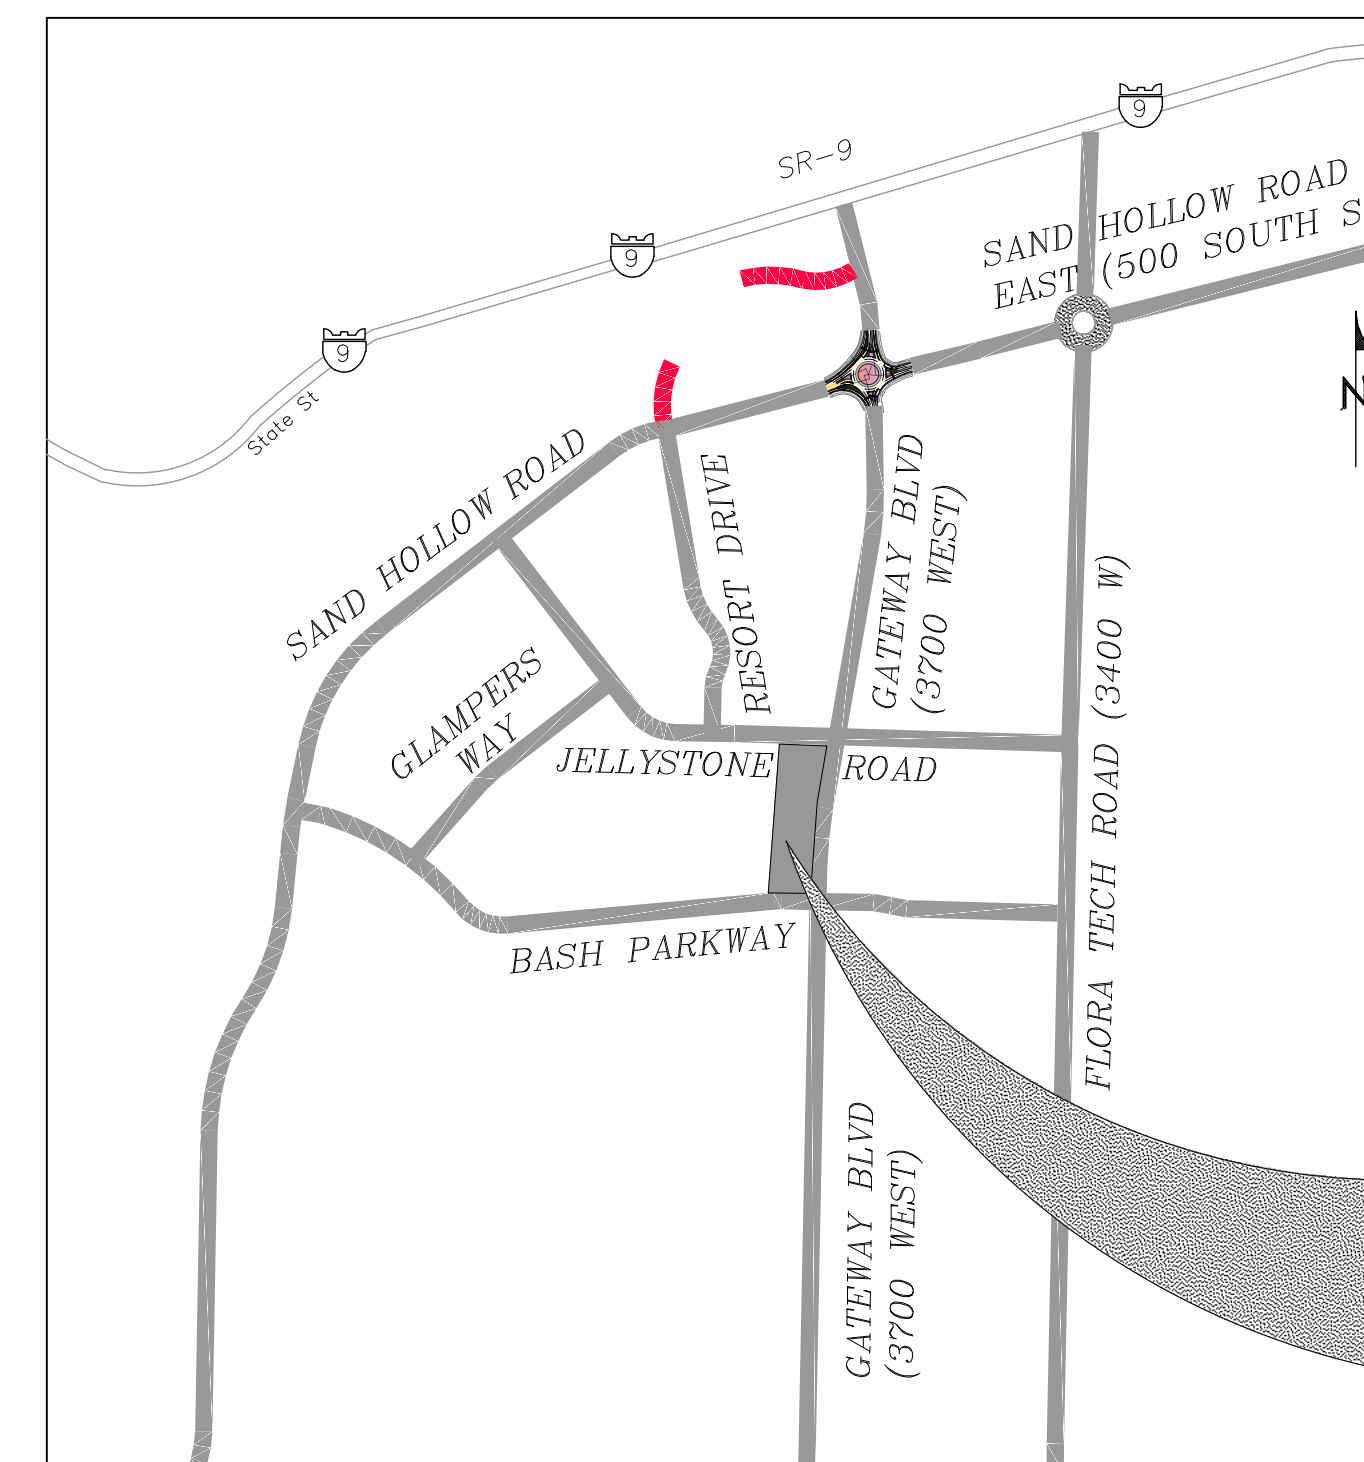 9
SR-9
SAND HOLLOW ROAD
EAST (500 SOUTH S
9
9
State St
N
SAND HOLLOW ROAD
RESORT DRIVE
GATEWAY BLVD
(3700 WEST)
GLAMPERS
WAY
JELLYSTONE ROAD
FLORA TECH ROAD (3400 W)
BASH PARKWAY
GATEWAY BLVD
(3700 WEST)